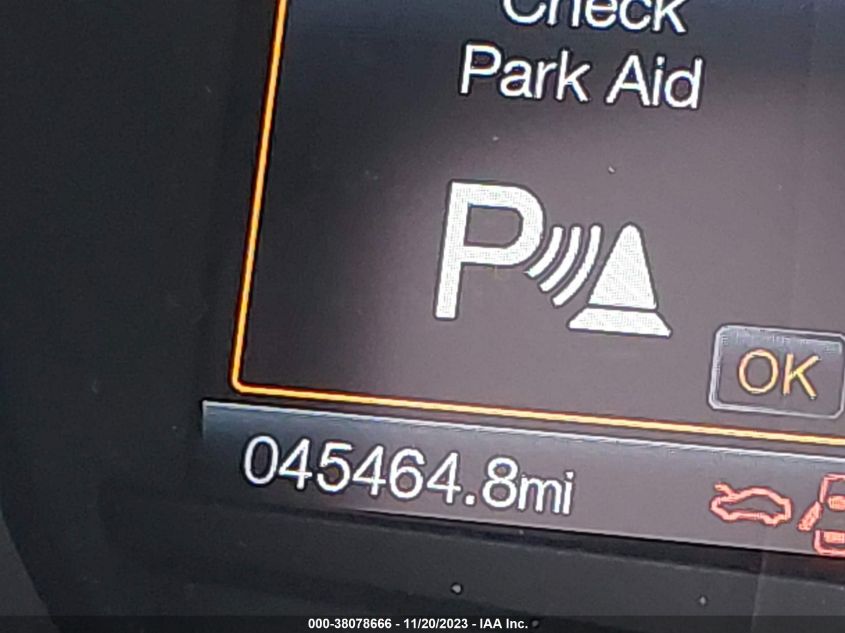 Check
Park Aid
P
OK
045464.8mi
000-38078666 - 11/20/2023 - IAA Inc.